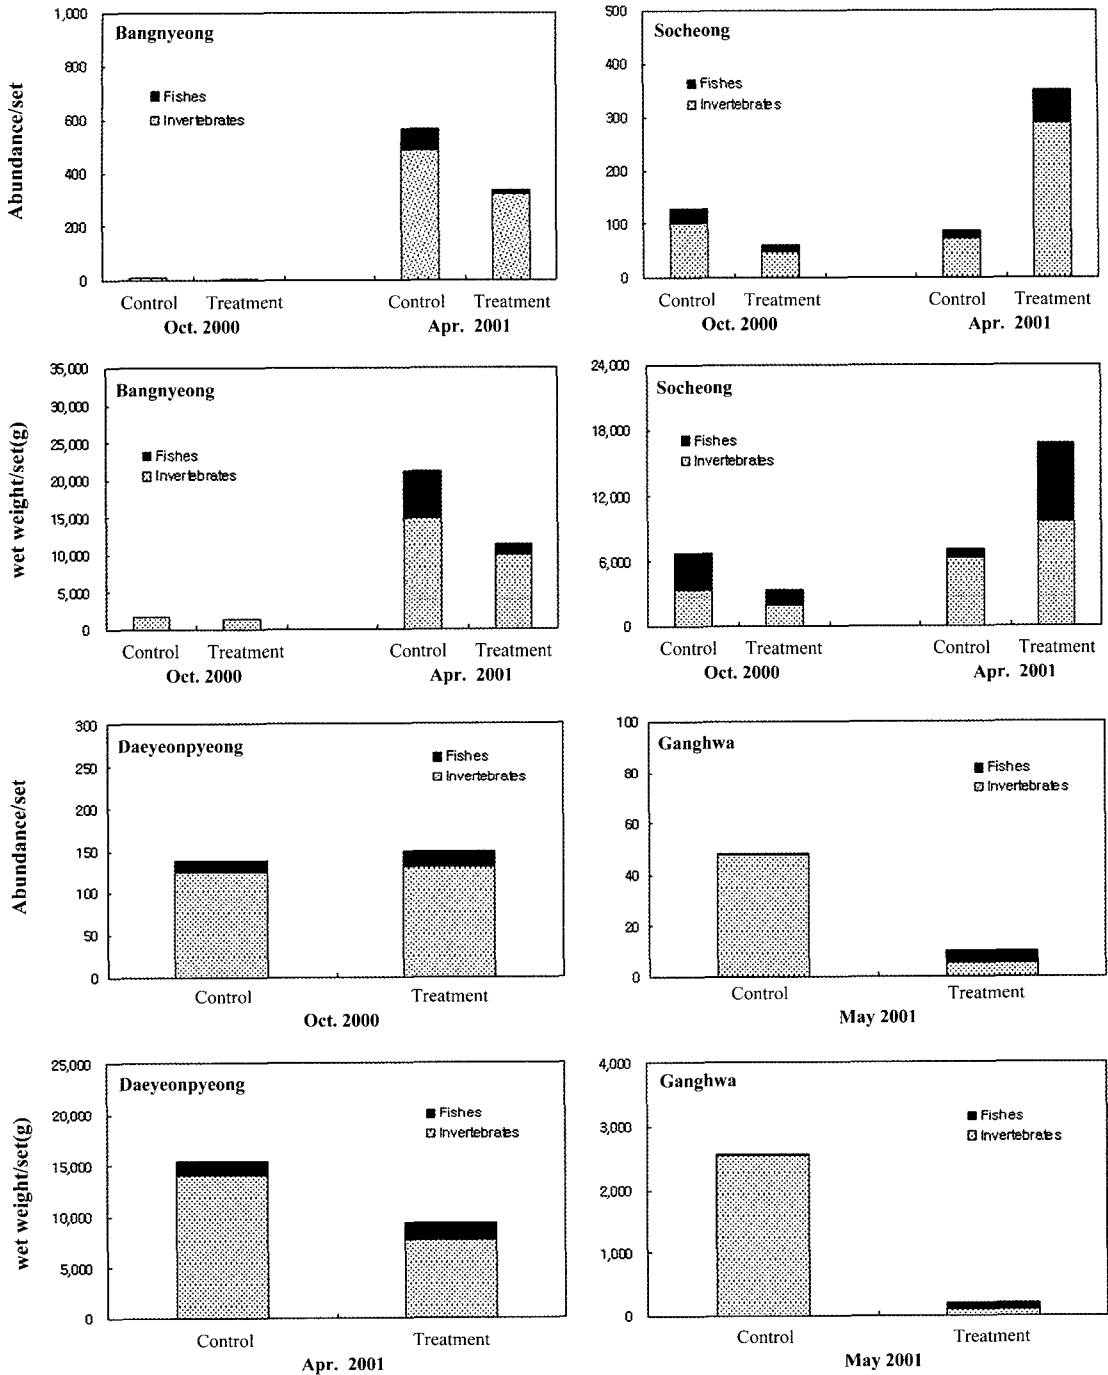 Abundance/set
1,000
800
600
400
200
0
Bangnyeong
Fishes
Invertebrates
Control
Treatment
Oct. 2000
Control
Treatment
Apr. 2001
500
400
300
200
100
0
Socheong
Fishes
Invertebrates
Control
Treatment
Oct. 2000
Control
Treatment
Apr. 2001
wet weight/set(g)
35,000
30,000
25,000
20,000
15,000
10,000
5,000
0
Bangnyeong
Fishes
Invertebrates
Control
Treatment
Oct. 2000
Control
Treatment
Apr. 2001
24,000
18,000
12,000
6,000
0
Socheong
Fishes
Invertebrates
Control
Treatment
Oct. 2000
Control
Treatment
Apr. 2001
Abundance/set
300
250
200
150
100
50
0
Daeyeonpyeong
Fishes
Invertebrates
Control
Treatment
Oct. 2000
100
80
60
40
20
0
Ganghwa
Fishes
Invertebrates
Control
Treatment
May 2001
wet weight/set(g)
25,000
20,000
15,000
10,000
5,000
0
Daeyeonpyeong
Fishes
Invertebrates
Control
Treatment
Apr. 2001
4,000
3,000
2,000
1,000
0
Ganghwa
Fishes
Invertebrates
Control
Treatment
May 2001